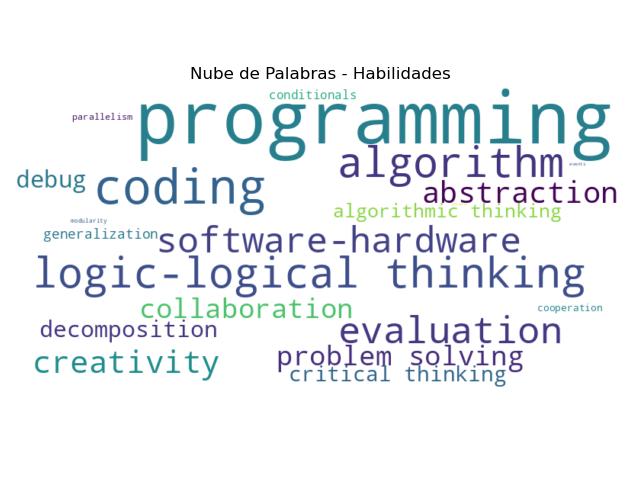 Nube de Palabras - Habilidades
conditionals
programming
parallelism
algorithm
events
debug
coding
abstraction
algorithmic thinking
modularity
generalization
software-hardware
logic-logical thinking
collaboration
cooperation
decomposition
evaluation
creativity
problem solving
critical thinking